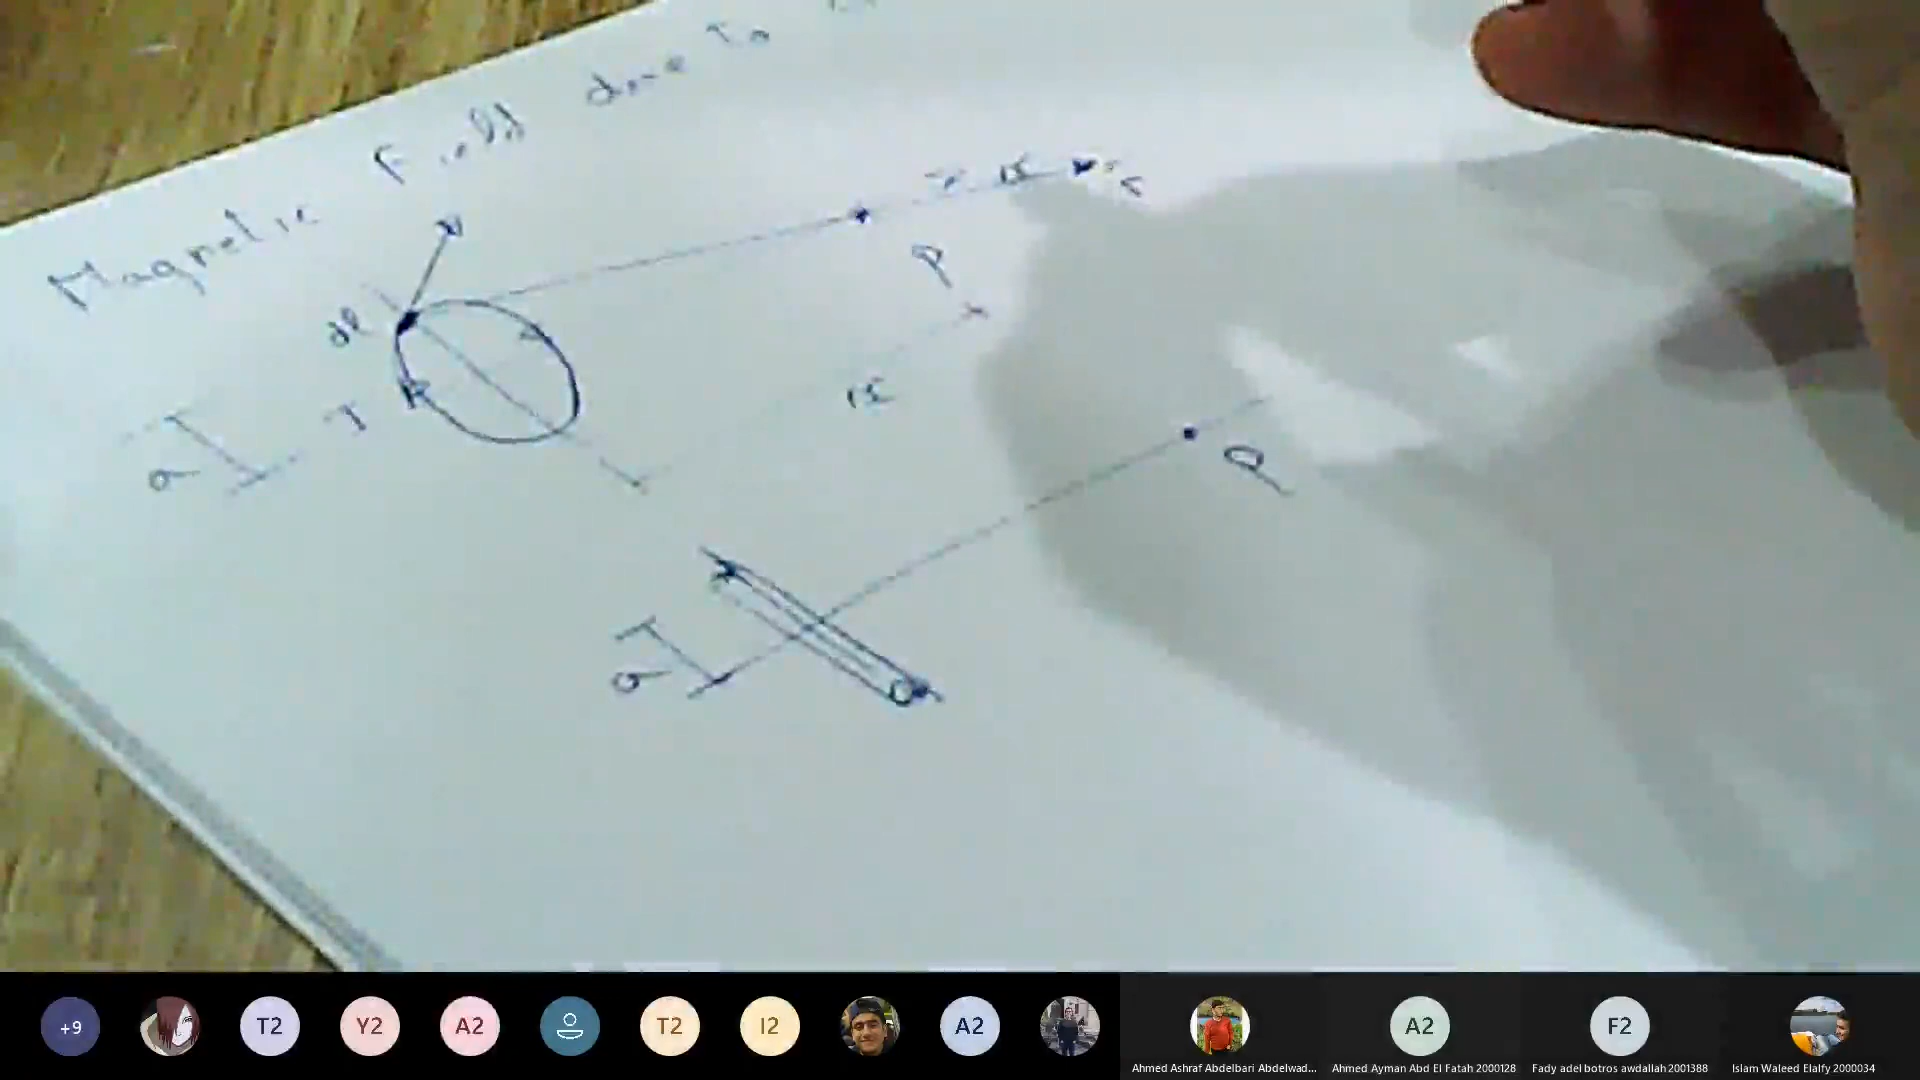 Magnetic Field due to
P
x
dl
I
a
x
P
a
+9
T2
Y2
A2
T2
I2
A2
A2
F2
Ahmed Ashraf Abdelbari Abdelwad...
Ahmed Ayman Abd El Fatah 2000128
Fady adel botros awdallah 2001388
Islam Waleed Elalfy 2000034